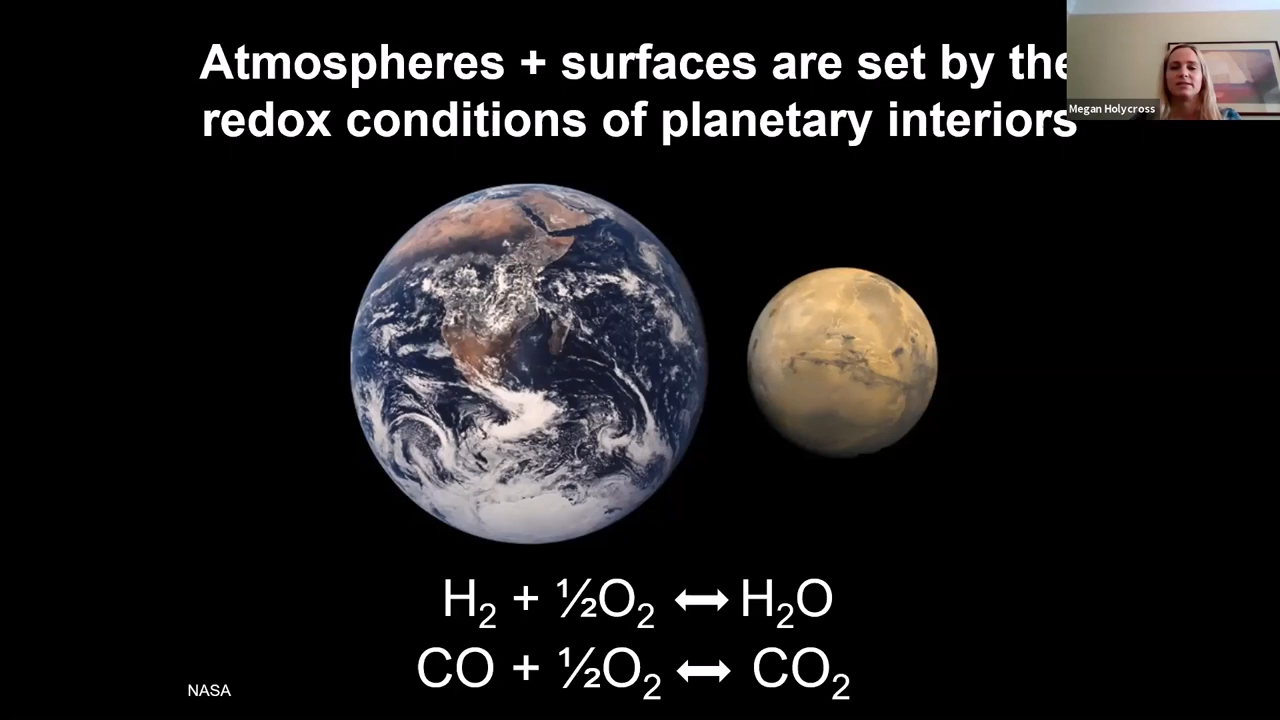 Atmospheres + surfaces are set by the
redox conditions of planetary interiors
Megan Holycross
H₂ + ½O₂ ↔ H₂O
CO + ½O₂ ↔ CO₂
NASA